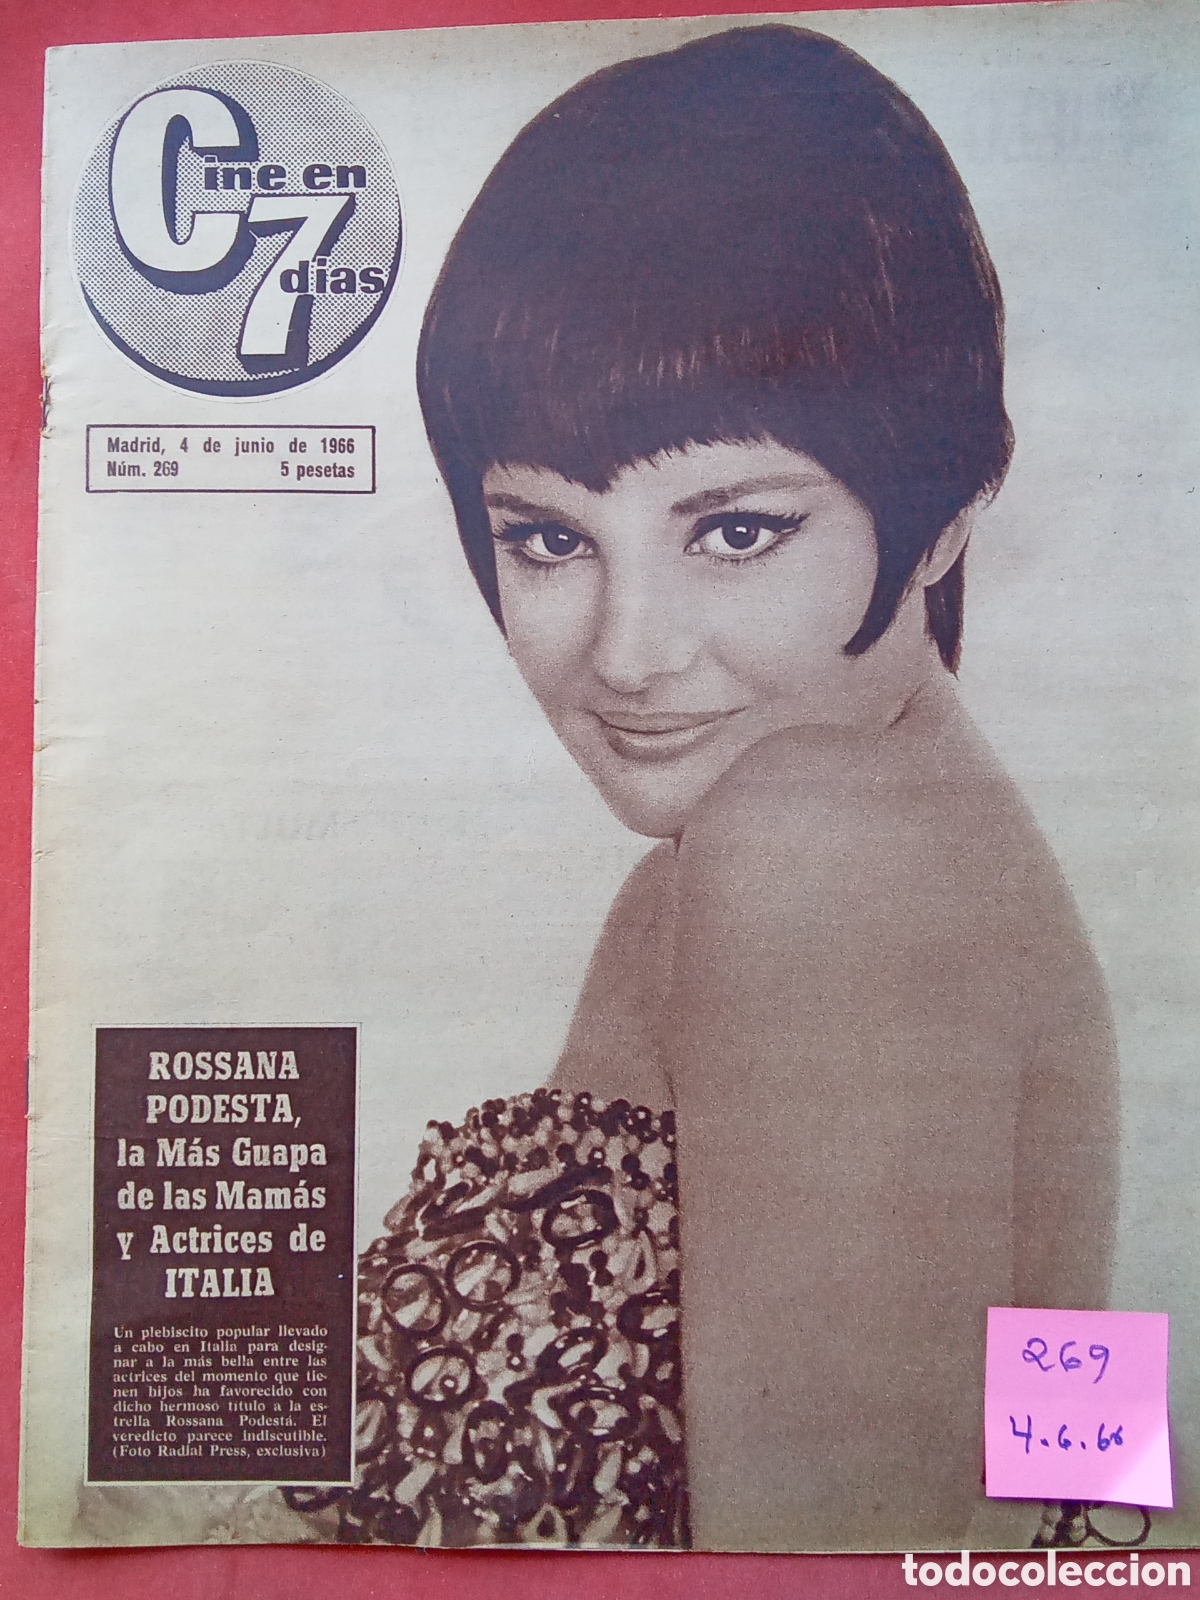 Cine en
7 dias
Madrid, 4 de junio de 1966
Núm. 269 5 pesetas
ROSSANA
PODESTA,
la Más Guapa
de las Mamás
y Actrices de
ITALIA
Un plebiscito popular llevado
a cabo en Italia para desig-
nar a la más bella entre las
actrices del momento que tie-
nen hijos ha favorecido con
dicho hermoso título a la es-
trella Rossana Podestá. El
veredicto parece indiscutible.
(Foto Radial Press, exclusiva)
269
4.6.66
todocoleccion